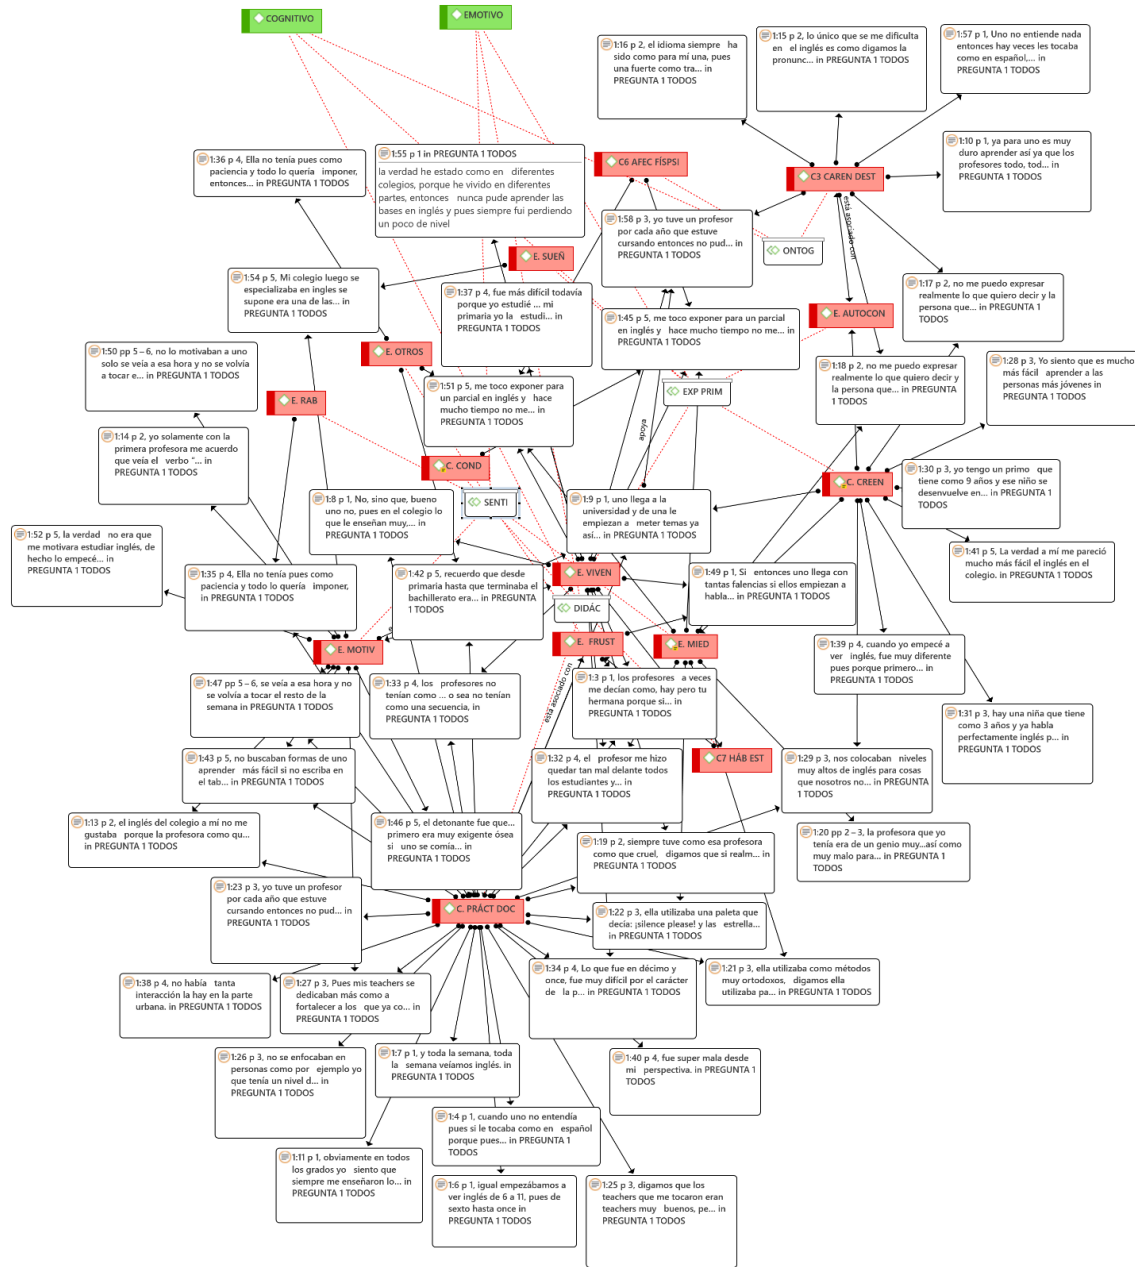 COGNITIVO
EMOTIVO
1:16 p 2, el idioma siempre ha
sido como para mí una, pues
una fuerte como tra... in
PREGUNTA 1 TODOS
1:15 p 2, lo único que se me dificulta
en el inglés es como digamos la
pronunc... in PREGUNTA 1 TODOS
1:57 p 1, Uno no entiende nada
entonces hay veces les tocaba
como en español,... in
PREGUNTA 1 TODOS
1:10 p 1, ya para uno es muy
duro aprender así ya que los
profesores todo, tod... in
PREGUNTA 1 TODOS
1:36 p 4, Ella no tenía pues como
paciencia y todo lo quería imponer,
entonces... in PREGUNTA 1 TODOS
1:55 p 1 in PREGUNTA 1 TODOS
la verdad he estado como en diferentes
colegios, porque he vivido en diferentes
partes, entonces nunca pude aprender las
bases en inglés y pues siempre fui perdiendo
un poco de nivel
C6 AFEC FÍSPSI
C3 CAREN DEST
está asociado con
1:58 p 3, yo tuve un profesor
por cada año que estuve
cursando entonces no pud... in
PREGUNTA 1 TODOS
ONTOG
E. SUEÑ
1:54 p 5, Mi colegio luego se
especializaba en ingles se
supone era una de las... in
PREGUNTA 1 TODOS
1:37 p 4, fue más difícil todavía
porque yo estudié ... mi
primaria yo la estudi... in
PREGUNTA 1 TODOS
1:17 p 2, no me puedo expresar
realmente lo que quiero decir y la
persona que... in PREGUNTA 1
TODOS
1:45 p 5, me toco exponer para un parcial
en inglés y hace mucho tiempo no me... in
PREGUNTA 1 TODOS
E. AUTOCON
1:50 pp 5 – 6, no lo motivaban a uno
solo se veía a esa hora y no se volvía
a tocar e... in PREGUNTA 1 TODOS
E. OTROS
1:51 p 5, me toco exponer para
un parcial en inglés y hace
mucho tiempo no me... in
PREGUNTA 1 TODOS
EXP PRIM
1:18 p 2, no me puedo expresar
realmente lo que quiero decir y
la persona que... in PREGUNTA
1 TODOS
1:28 p 3, Yo siento que es mucho
más fácil aprender a las
personas más jóvenes in
PREGUNTA 1 TODOS
E. RAB
1:14 p 2, yo solamente con la
primera profesora me acuerdo
que veía el verbo "... in
PREGUNTA 1 TODOS
apoya
C. COND
1:30 p 3, yo tengo un primo que
tiene como 9 años y ese niño se
desenvuelve en... in PREGUNTA 1
TODOS
C. CREEN
SENTI
1:8 p 1, No, sino que, bueno
uno no, pues en el colegio lo
que le enseñan muy,... in
PREGUNTA 1 TODOS
1:9 p 1, uno llega a la
universidad y de una le
empiezan a meter temas ya
así... in PREGUNTA 1 TODOS
1:52 p 5, la verdad no era que
me motivara estudiar inglés, de
hecho lo empecé... in
PREGUNTA 1 TODOS
1:41 p 5, La verdad a mí me pareció
mucho más fácil el inglés en el
colegio. in PREGUNTA 1 TODOS
1:35 p 4, Ella no tenía pues como
paciencia y todo lo quería imponer,
in PREGUNTA 1 TODOS
1:42 p 5, recuerdo que desde
primaria hasta que terminaba el
bachillerato era... in PREGUNTA
1 TODOS
E. VIVEN
1:49 p 1, Si entonces uno llega con
tantas falencias si ellos empiezan a
habla... in PREGUNTA 1 TODOS
DIDÁC
E. MOTIV
E. FRUST
E. MIED
1:39 p 4, cuando yo empecé a
ver inglés, fue muy diferente
pues porque primero... in
PREGUNTA 1 TODOS
está asociado con
1:47 pp 5 – 6, se veía a esa hora y no
se volvía a tocar el resto de la
semana in PREGUNTA 1 TODOS
1:33 p 4, los profesores no
tenían como ... o sea no tenían
como una secuencia, in
PREGUNTA 1 TODOS
1:3 p 1, los profesores a veces
me decían como, hay pero tu
hermana porque si... in
PREGUNTA 1 TODOS
1:31 p 3, hay una niña que tiene
como 3 años y ya habla
perfectamente inglés p... in
PREGUNTA 1 TODOS
1:43 p 5, no buscaban formas de uno
aprender más fácil si no escriba en
el tab... in PREGUNTA 1 TODOS
1:32 p 4, el profesor me hizo
quedar tan mal delante todos
los estudiantes y... in
PREGUNTA 1 TODOS
C7 HÁB EST
1:29 p 3, nos colocaban niveles
muy altos de inglés para cosas
que nosotros no... in PREGUNTA
1 TODOS
1:13 p 2, el inglés del colegio a mí no me
gustaba porque la profesora como qu...
in PREGUNTA 1 TODOS
1:46 p 5, el detonante fue que...
primero era muy exigente ósea
si uno se comía... in
PREGUNTA 1 TODOS
1:19 p 2, siempre tuve como esa profesora
como que cruel, digamos que si realm... in
PREGUNTA 1 TODOS
1:20 pp 2 – 3, la profesora que yo
tenía era de un genio muy...así como
muy malo para... in PREGUNTA 1
TODOS
1:23 p 3, yo tuve un profesor
por cada año que estuve
cursando entonces no pud... in
PREGUNTA 1 TODOS
C. PRÁCT DOC
1:22 p 3, ella utilizaba una paleta que
decía: ¡silence please! y las estrella...
in PREGUNTA 1 TODOS
1:38 p 4, no había tanta
interacción la hay en la parte
urbana. in PREGUNTA 1 TODOS
1:27 p 3, Pues mis teachers se
dedicaban más como a
fortalecer a los que ya co... in
PREGUNTA 1 TODOS
1:34 p 4, Lo que fue en décimo y
once, fue muy difícil por el carácter
de la p... in PREGUNTA 1 TODOS
1:21 p 3, ella utilizaba como métodos
muy ortodoxos, digamos ella
utilizaba pa... in PREGUNTA 1 TODOS
1:26 p 3, no se enfocaban en
personas como por ejemplo yo
que tenía un nivel d... in
PREGUNTA 1 TODOS
1:7 p 1, y toda la semana, toda
la semana veíamos inglés. in
PREGUNTA 1 TODOS
1:40 p 4, fue super mala desde
mi perspectiva. in PREGUNTA 1
TODOS
1:4 p 1, cuando uno no entendía
pues si le tocaba como en español
porque pues... in PREGUNTA 1
TODOS
1:11 p 1, obviamente en todos
los grados yo siento que
siempre me enseñaron lo... in
PREGUNTA 1 TODOS
1:6 p 1, igual empezábamos a
ver inglés de 6 a 11, pues de
sexto hasta once in
PREGUNTA 1 TODOS
1:25 p 3, digamos que los
teachers que me tocaron eran
teachers muy buenos, pe... in
PREGUNTA 1 TODOS